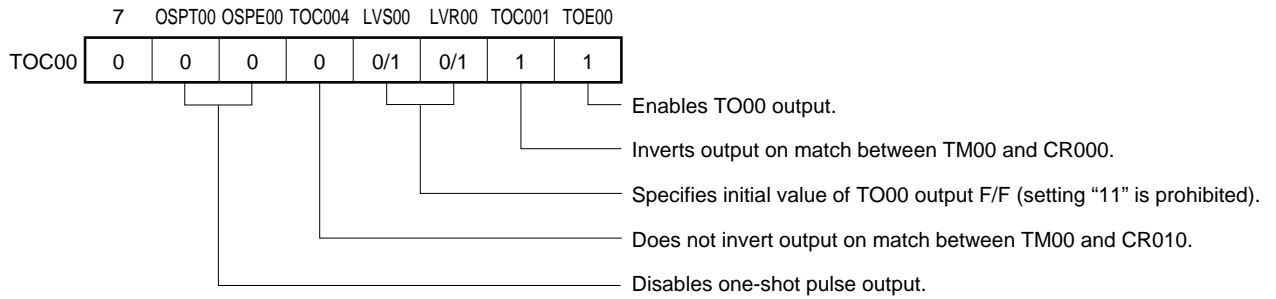 7 OSPT00 OSPE00 TOC004 LVS00 LVR00 TOC001 TOE00
TOC00 0 0 0 0 0/1 0/1 1 1
Enables TO00 output.
Inverts output on match between TM00 and CR000.
Specifies initial value of TO00 output F/F (setting “11” is prohibited).
Does not invert output on match between TM00 and CR010.
Disables one-shot pulse output.